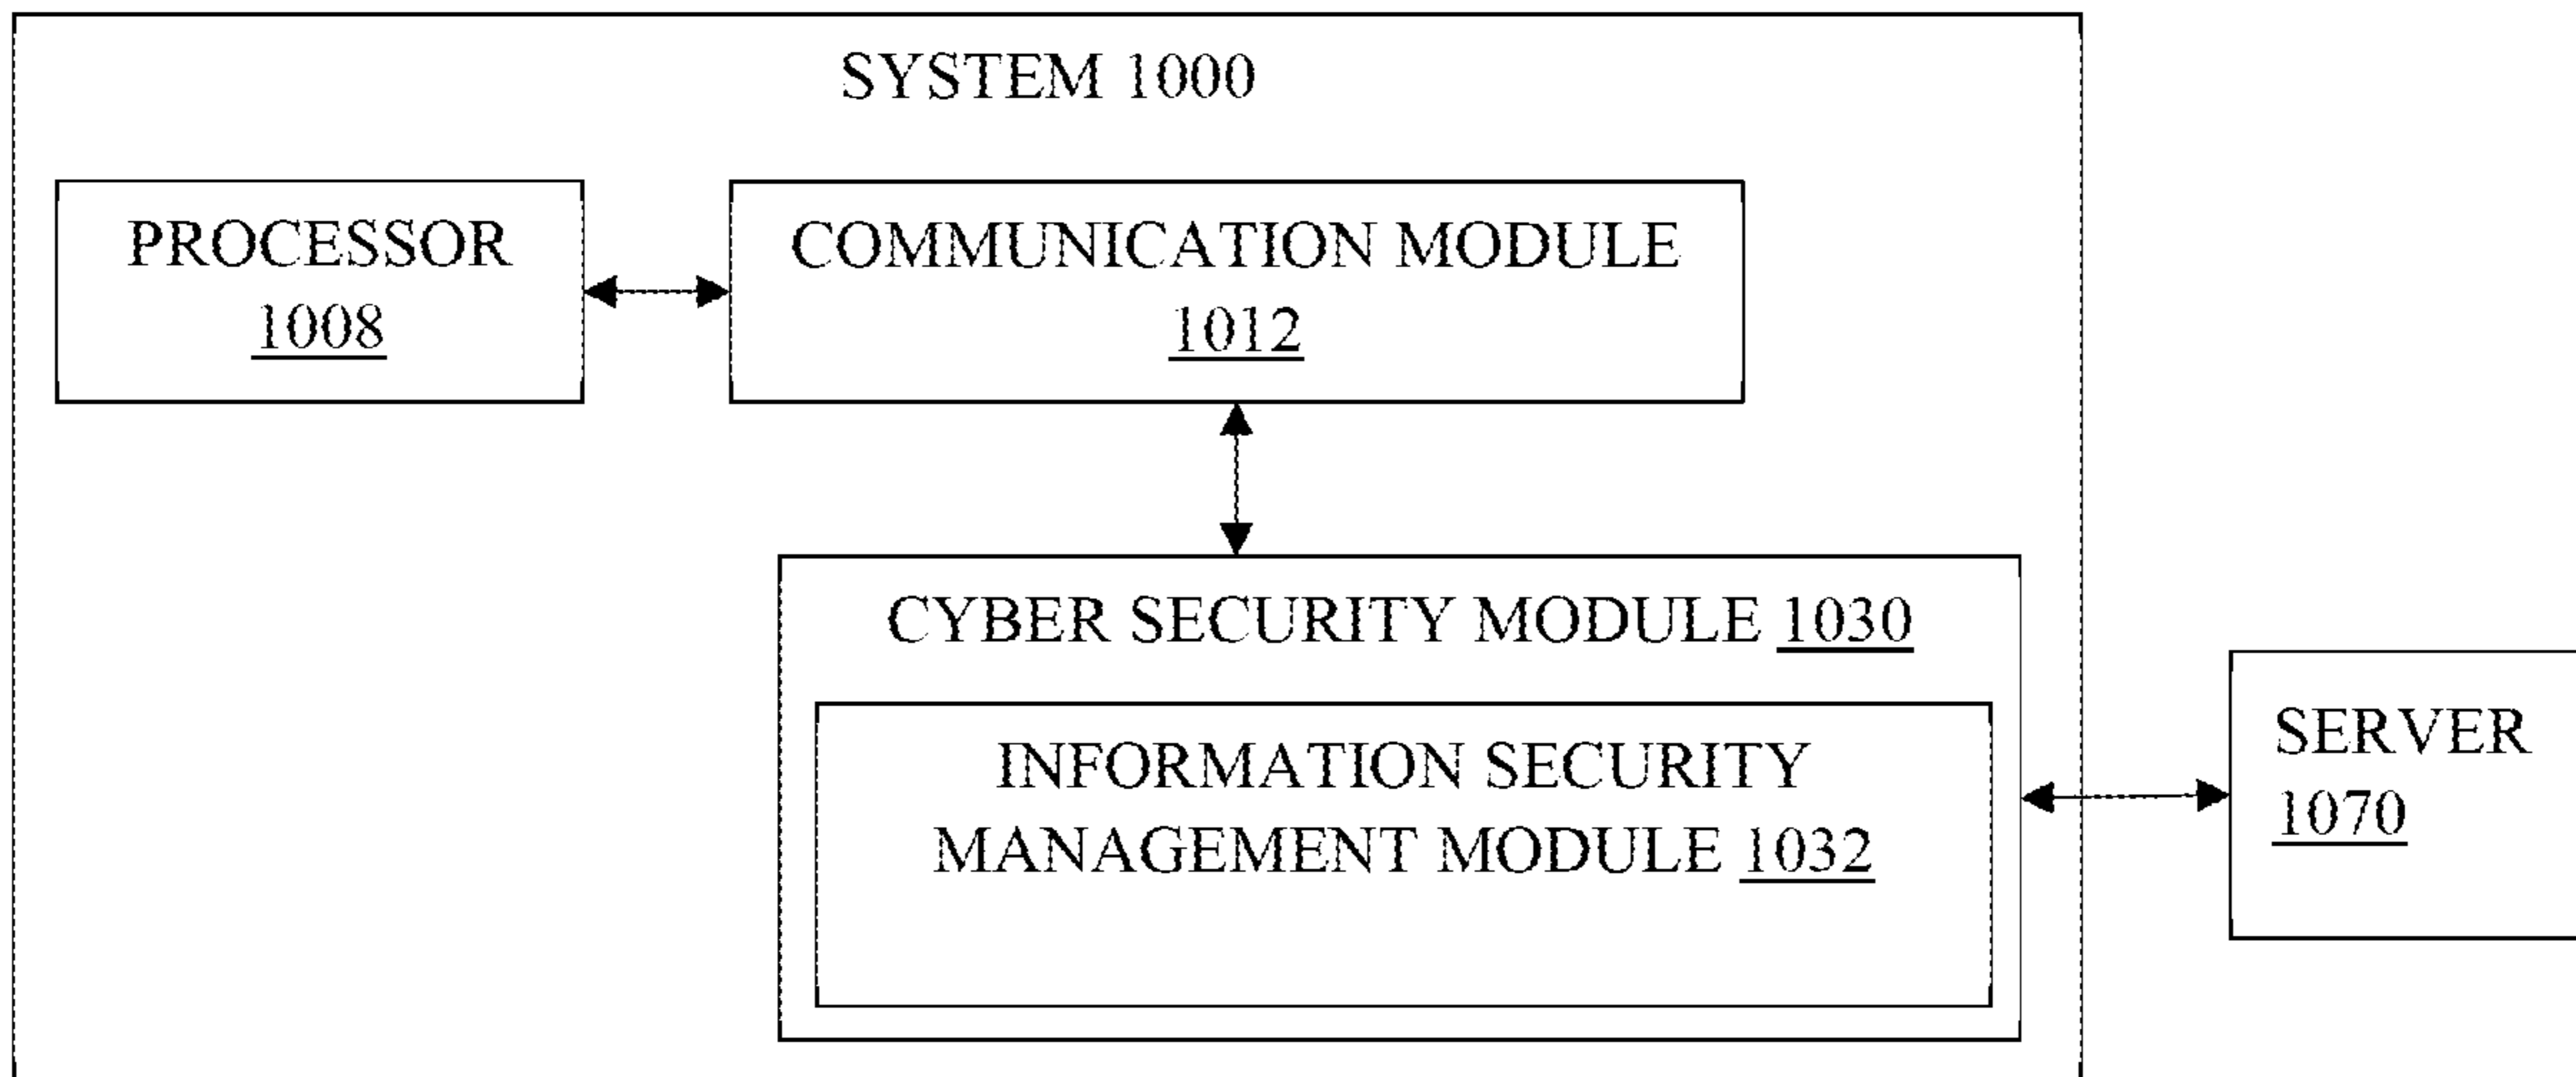 SYSTEM 1000
PROCESSOR
1008
COMMUNICATION MODULE
1012
CYBER SECURITY MODULE 1030
INFORMATION SECURITY
MANAGEMENT MODULE 1032
SERVER
1070